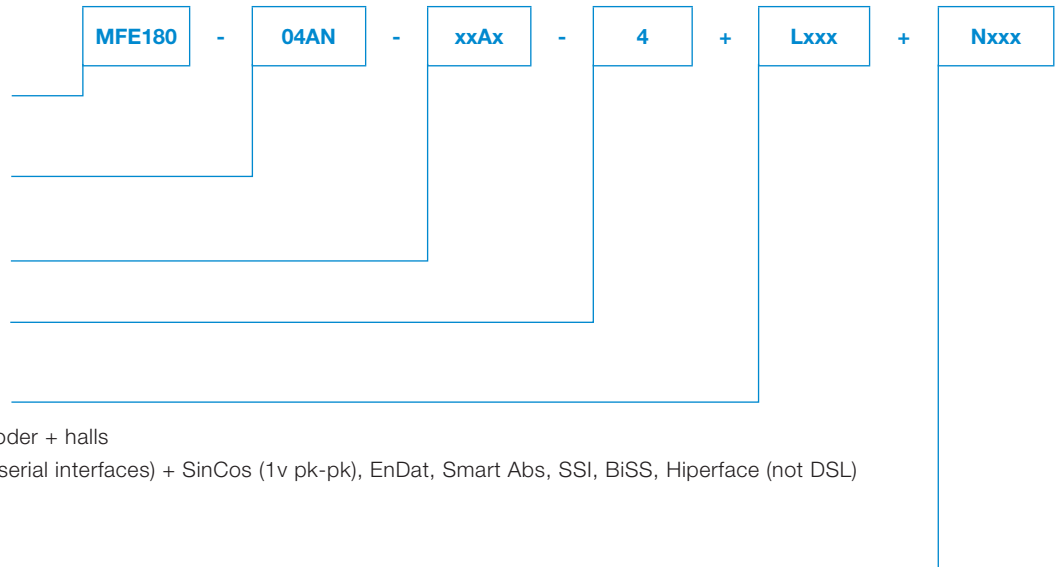 MFE180 - 04AN - xxAx - 4 + Lxxx + Nxxx
oder + halls
serial interfaces) + SinCos (1v pk-pk), EnDat, Smart Abs, SSI, BiSS, Hiperface (not DSL)